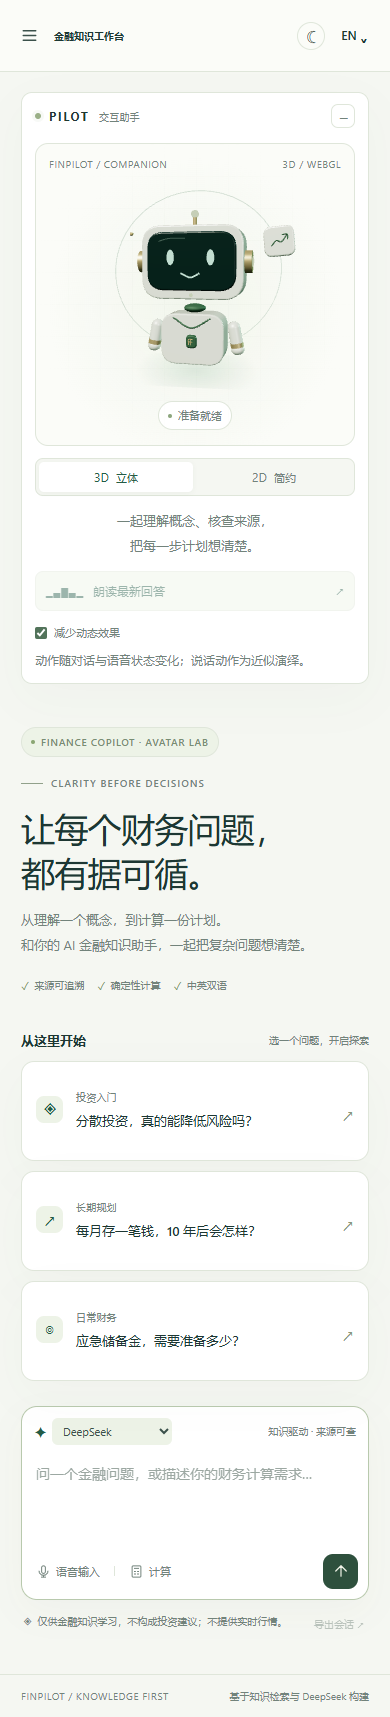 金融知识工作台
EN
PILOT 交互助手
FINPILOT / COMPANION 3D / WEBGL
准备就绪
3D 立体 2D 简约
一起理解概念、核查来源，
把每一步计划想清楚。
朗读最新回答 ↗
减少动态效果
动作随对话与语音状态变化；说话动作为近似演绎。
FINANCE COPILOT · AVATAR LAB
CLARITY BEFORE DECISIONS
让每个财务问题，
都有据可循。
从理解一个概念，到计算一份计划。
和你的 AI 金融知识助手，一起把复杂问题想清楚。
✓ 来源可追溯 ✓ 确定性计算 ✓ 中英双语
从这里开始 选一个问题，开启探索
投资入门
分散投资，真的能降低风险吗？ ↗
长期规划
↗ 每月存一笔钱，10 年后会怎样？ ↗
日常财务
◎ 应急储备金，需要准备多少？ ↗
✦ DeepSeek 知识驱动 · 来源可查
问一个金融问题，或描述你的财务计算需求...
语音输入 计算
◈ 仅供金融知识学习，不构成投资建议；不提供实时行情。 导出会话 ↗
FINPILOT / KNOWLEDGE FIRST 基于知识检索与 DeepSeek 构建